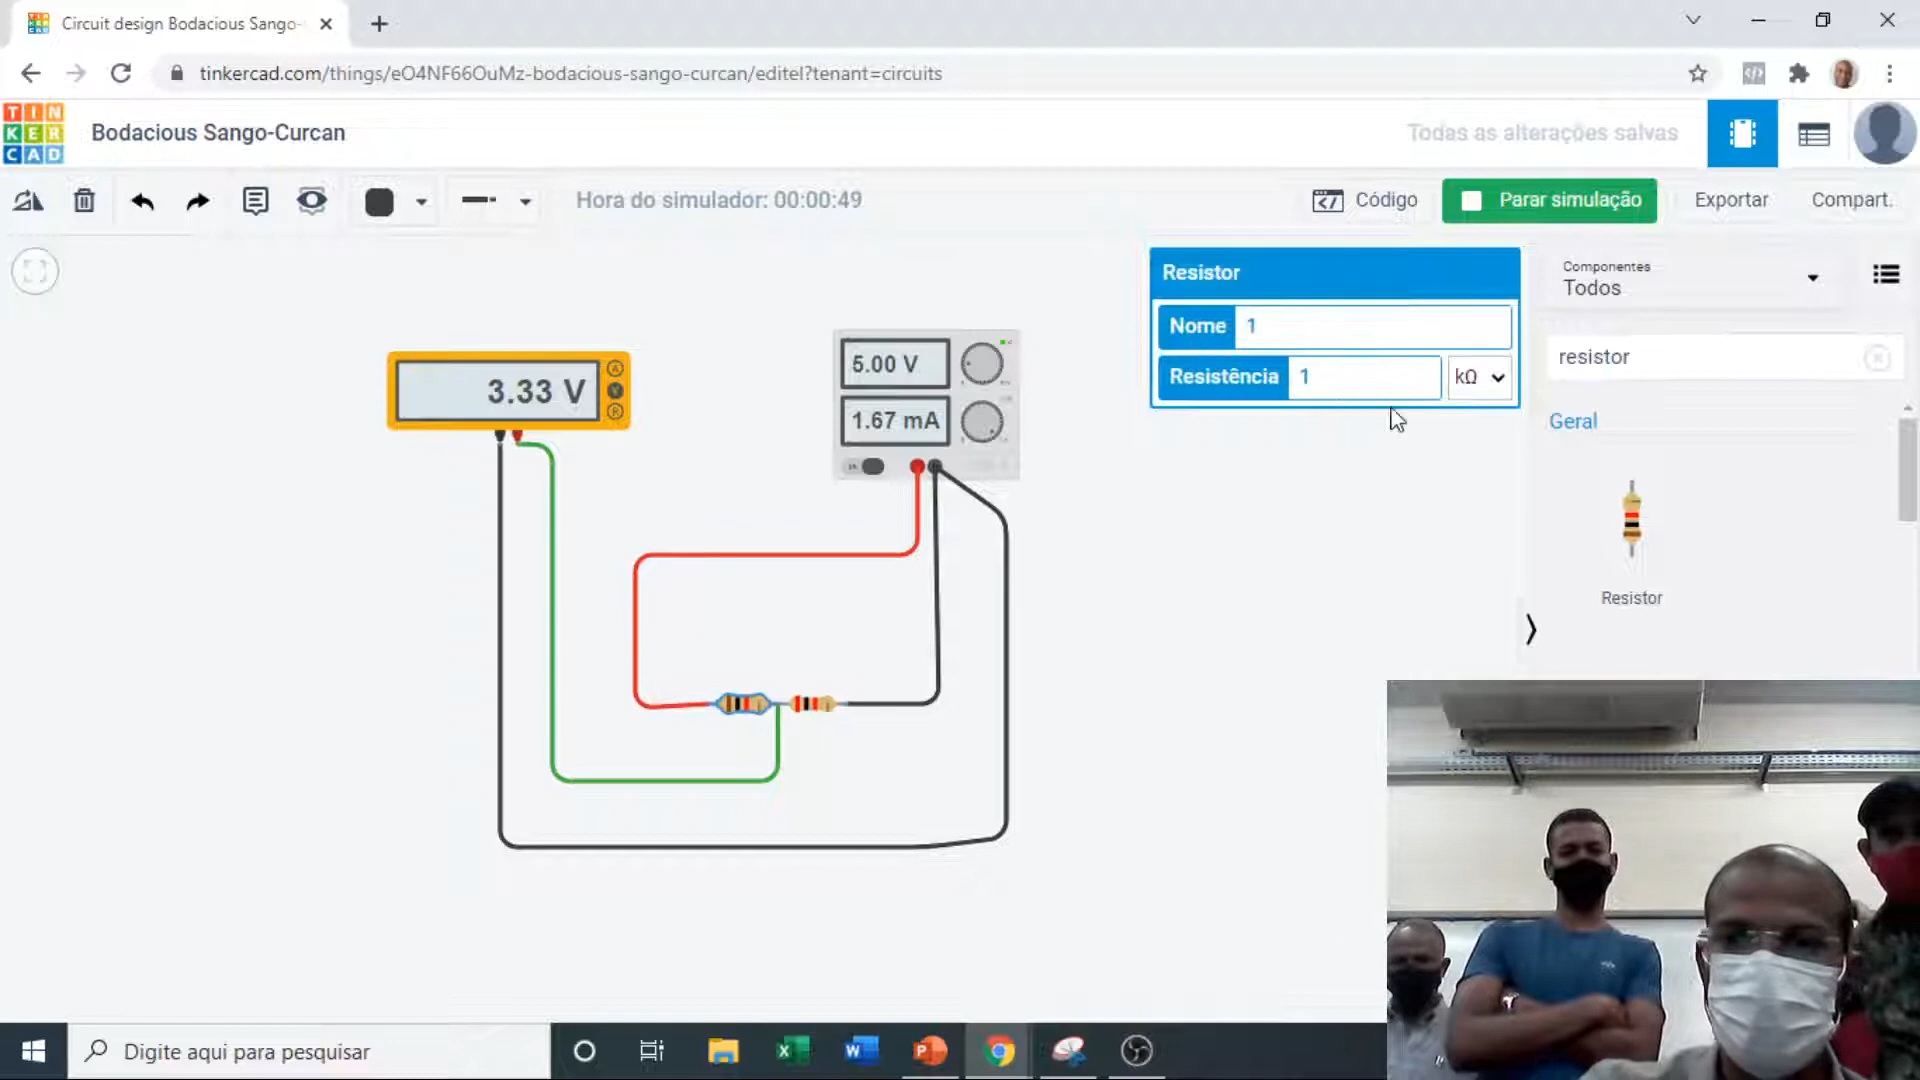 Circuit design Bodacious Sango-
tinkercad.com/things/eO4NF66OuMz-bodacious-sango-curcan/editel?tenant=circuits
TIN
KER
CAD
Bodacious Sango-Curcan
Todas as alterações salvas
Hora do simulador: 00:00:49
Código
Parar simulação
Exportar
Compart.
Resistor
Nome 1
Resistência 1 kΩ
Componentes
Todos
resistor
Geral
Resistor
3.33 V
A
V
R
5.00 V
1.67 mA
Digite aqui para pesquisar